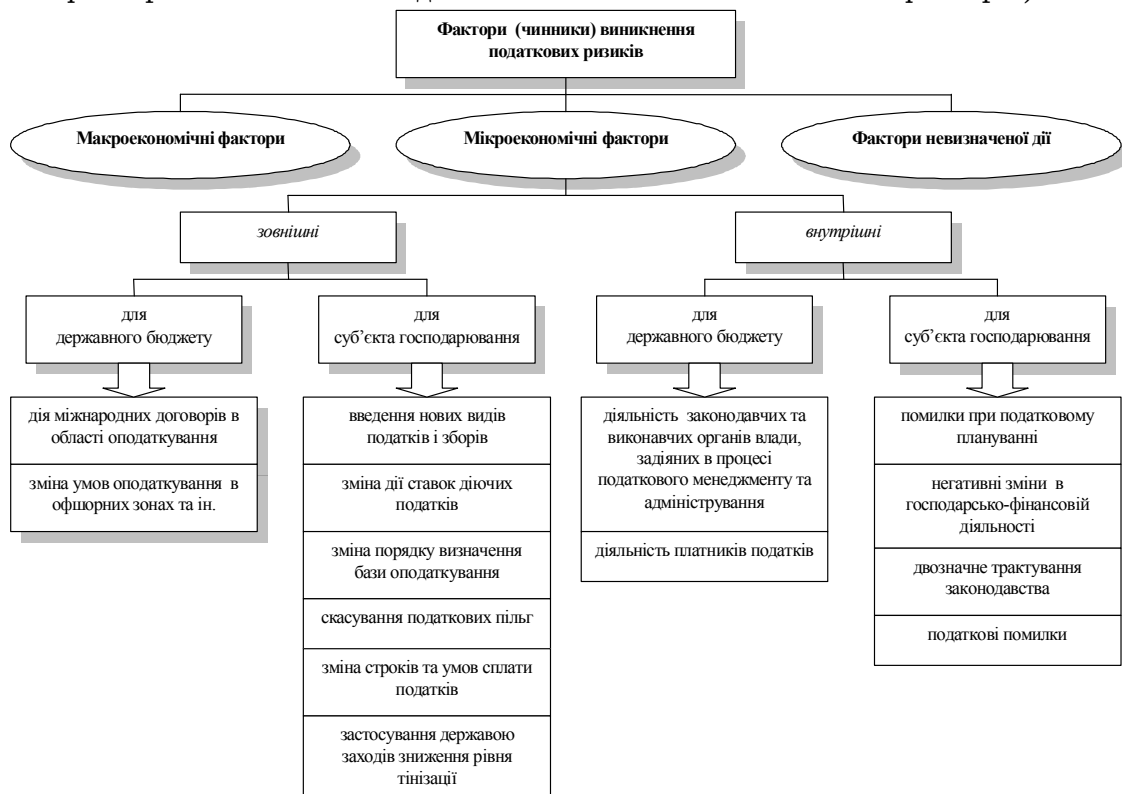 Фактори (чинники) виникнення
податкових ризиків
Макроекономічні фактори
Мікроекономічні фактори
Фактори невизначеної дії
зовнішні
внутрішні
для
державного бюджету
для
суб’єкта господарювання
для
державного бюджету
для
суб’єкта господарювання
дія міжнародних договорів в
області оподаткування
зміна умов оподаткування в
офшорних зонах та ін.
введення нових видів
податків і зборів
зміна дії ставок діючих
податків
зміна порядку визначення
бази оподаткування
скасування податкових пільг
зміна строків та умов сплати
податків
застосування державою
заходів зниження рівня
тінізації
діяльність законодавчих та
виконавчих органів влади,
задіяних в процесі
податкового менеджменту та
адміністрування
діяльність платників податків
помилки при податковому
плануванні
негативні зміни в
господарсько-фінансовій
діяльності
двозначне трактування
законодавства
податкові помилки